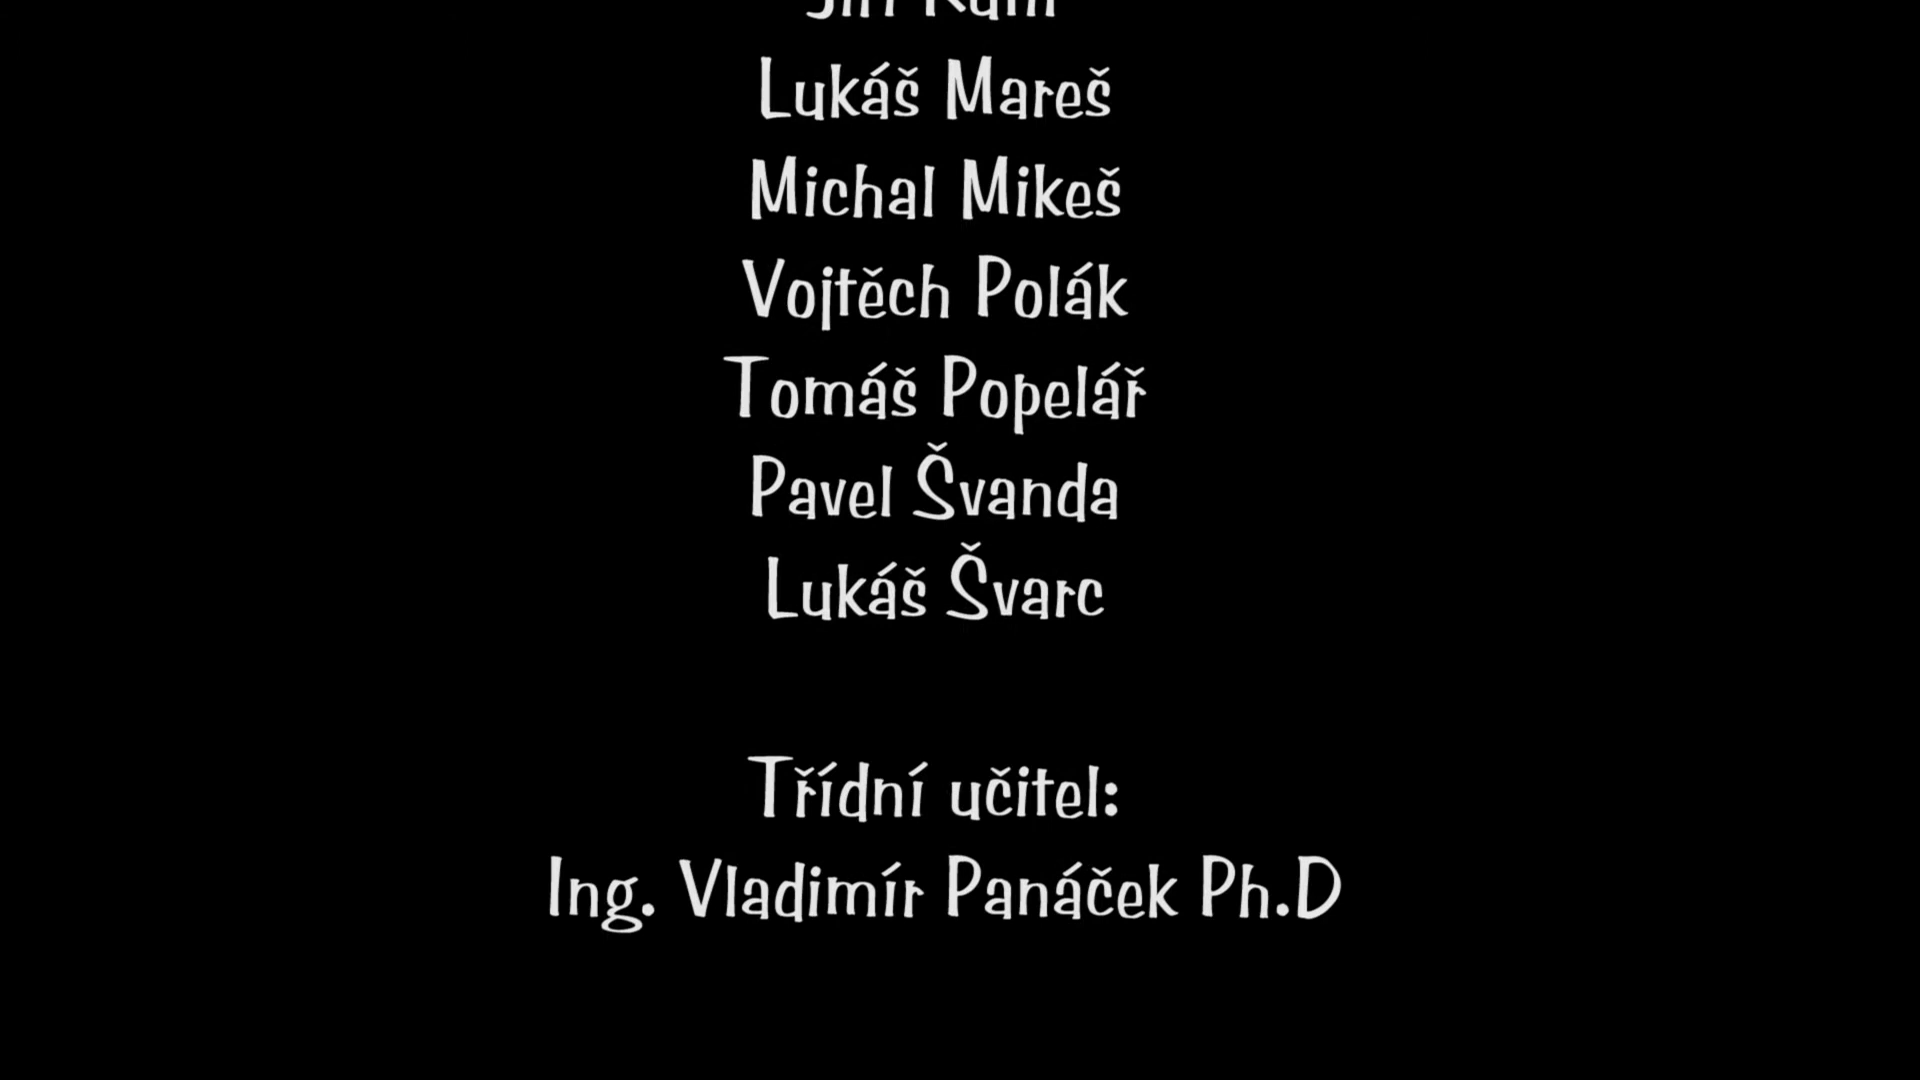 Lukáš Mareš
Michal Mikeš
Vojtěch Polák
Tomáš Popelář
Pavel Švanda
Lukáš Švarc
Třídní učitel:
Ing. Vladimír Panáček Ph.D